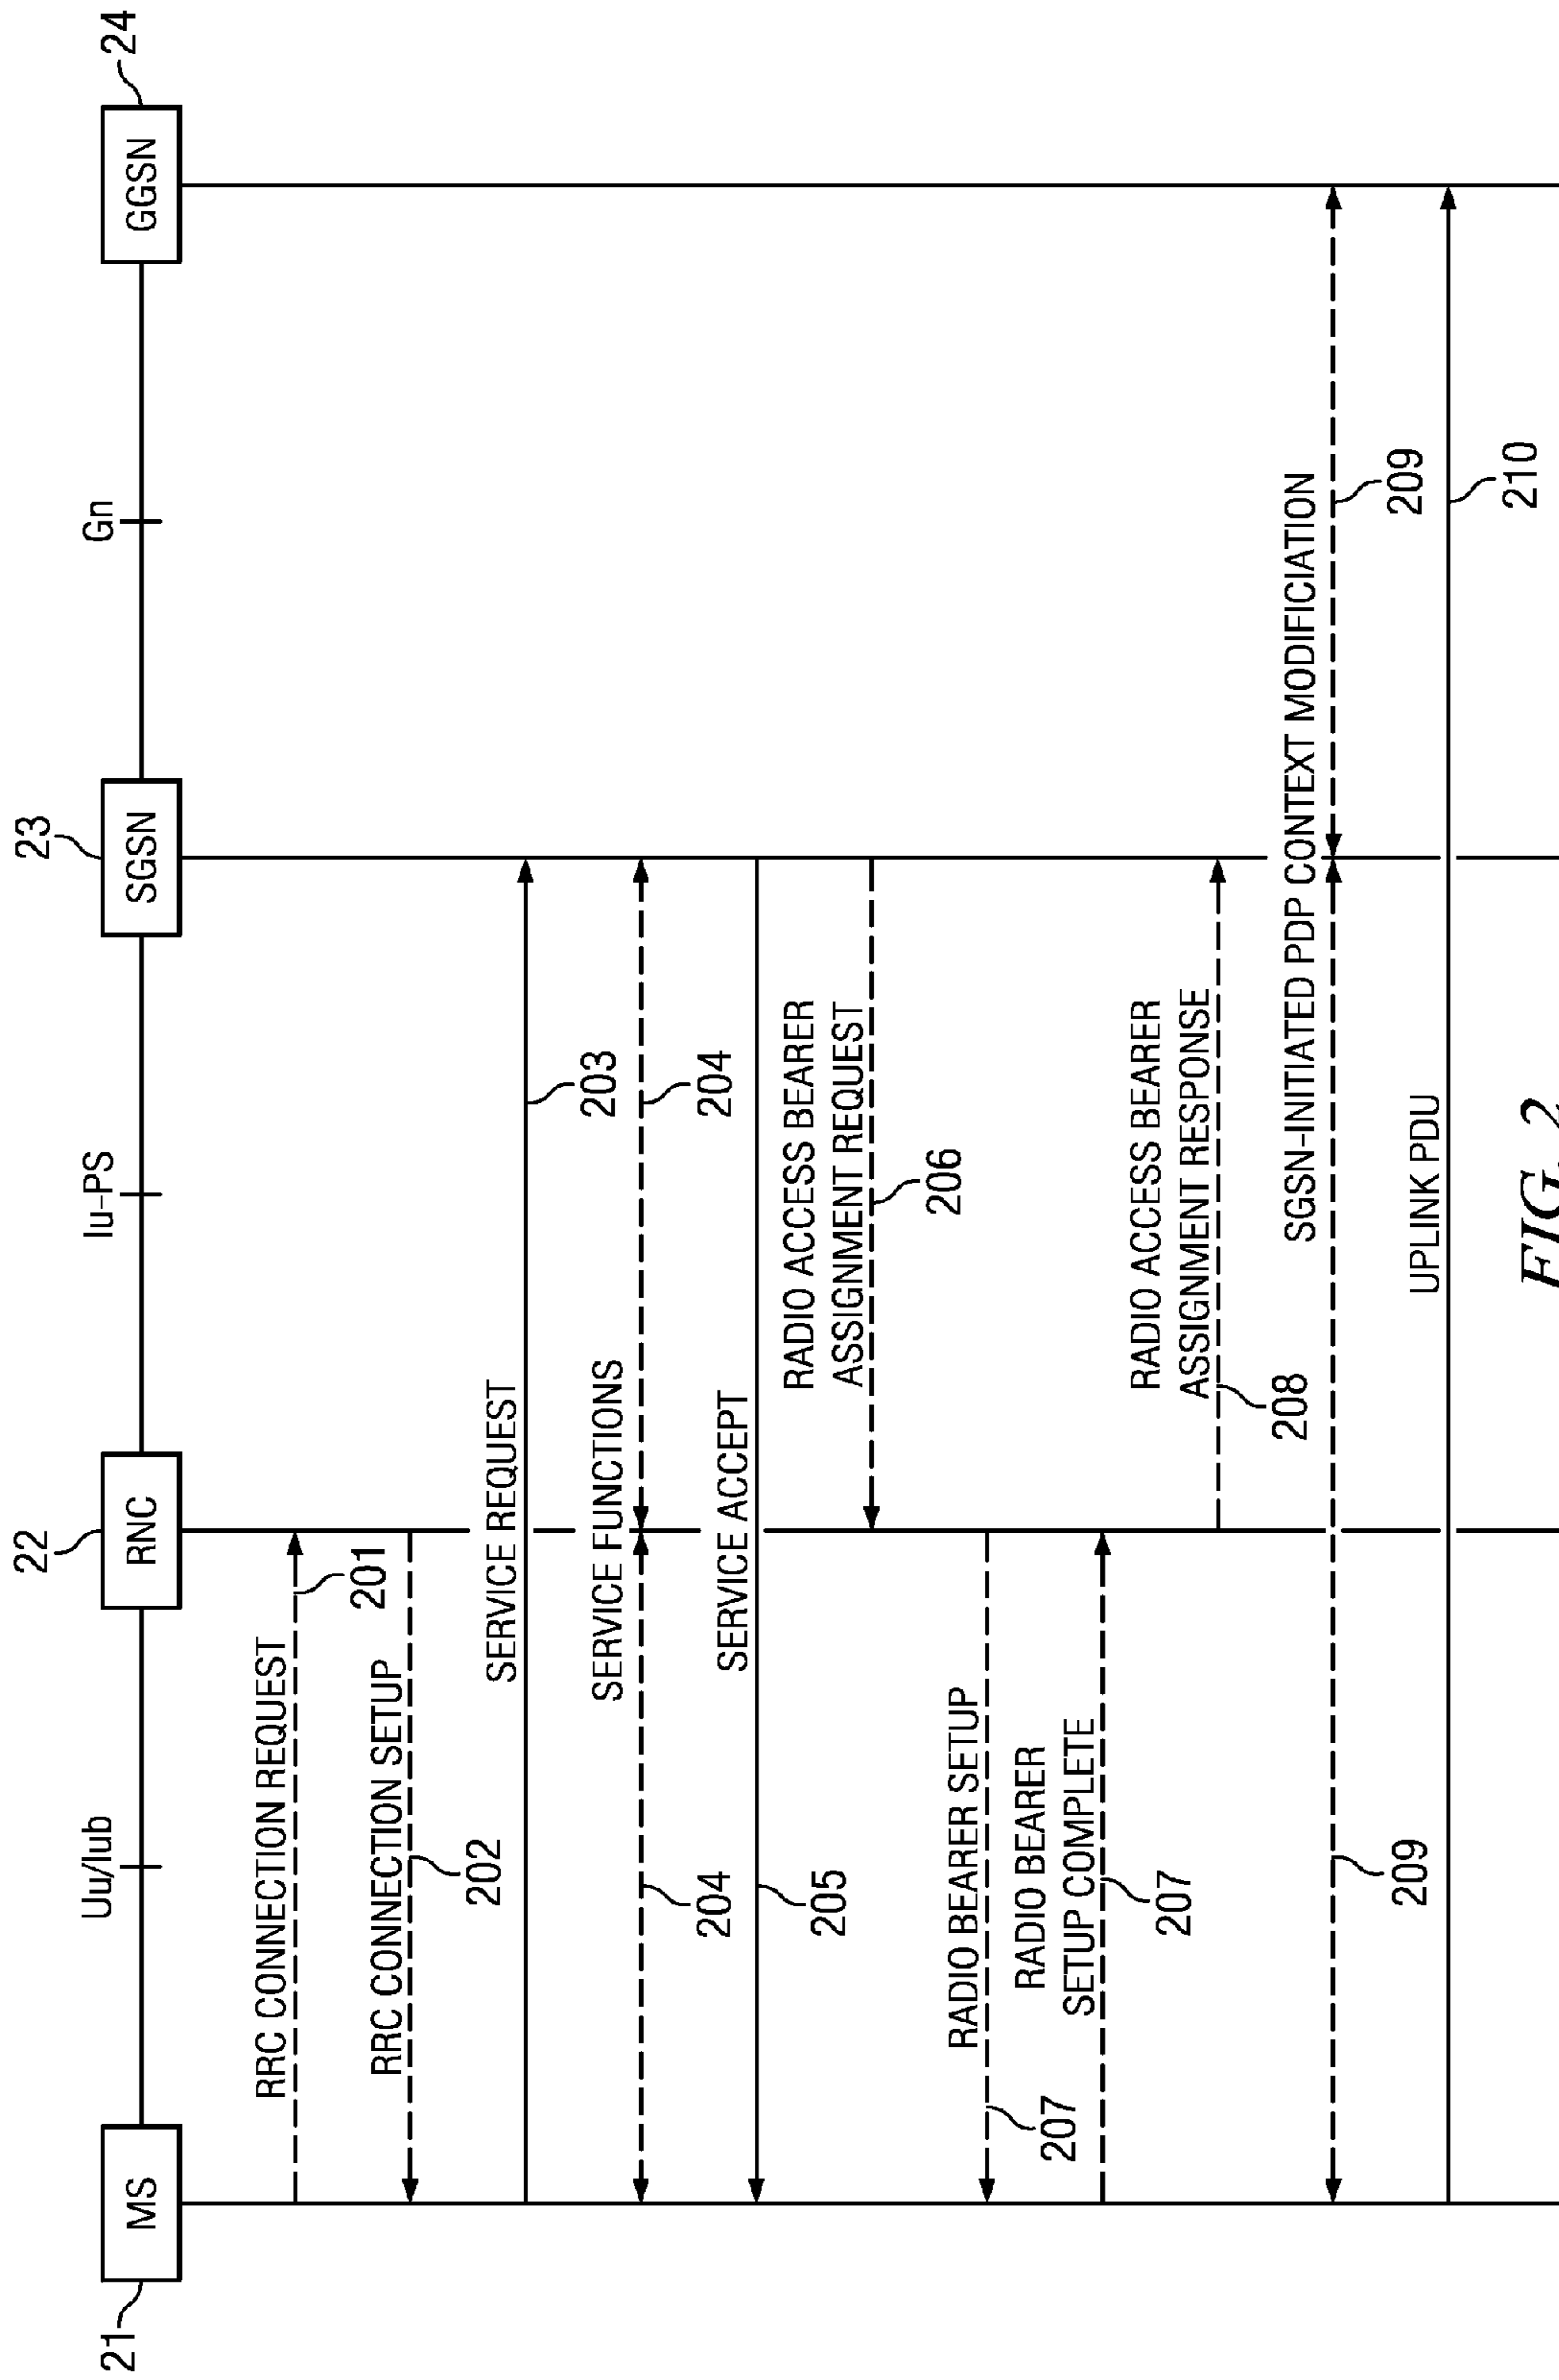 21
MS
Uu/Iub
22
RNC
Iu-PS
23
SGSN
Gn
24
GGSN
RRC CONNECTION REQUEST
201
RRC CONNECTION SETUP
202
SERVICE REQUEST
203
SERVICE FUNCTIONS
204
204
SERVICE ACCEPT
205
RADIO ACCESS BEARER
ASSIGNMENT REQUEST
206
RADIO BEARER SETUP
207
RADIO BEARER
SETUP COMPLETE
207
RADIO ACCESS BEARER
ASSIGNMENT RESPONSE
208
SGSN-INITIATED PDP CONTEXT MODIFICIATION
209
209
UPLINK PDU
210
FIG. 2